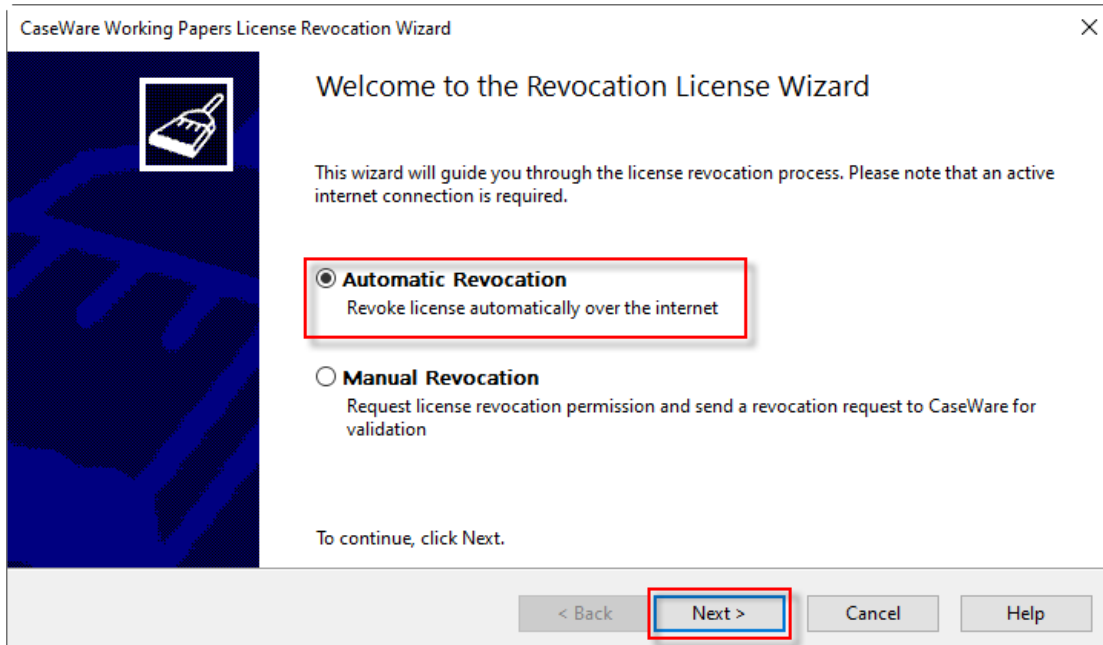 CaseWare Working Papers License Revocation Wizard
Welcome to the Revocation License Wizard
This wizard will guide you through the license revocation process. Please note that an active
internet connection is required.
Automatic Revocation
Revoke license automatically over the internet
Manual Revocation
Request license revocation permission and send a revocation request to CaseWare for
validation
To continue, click Next.
< Back Next > Cancel Help